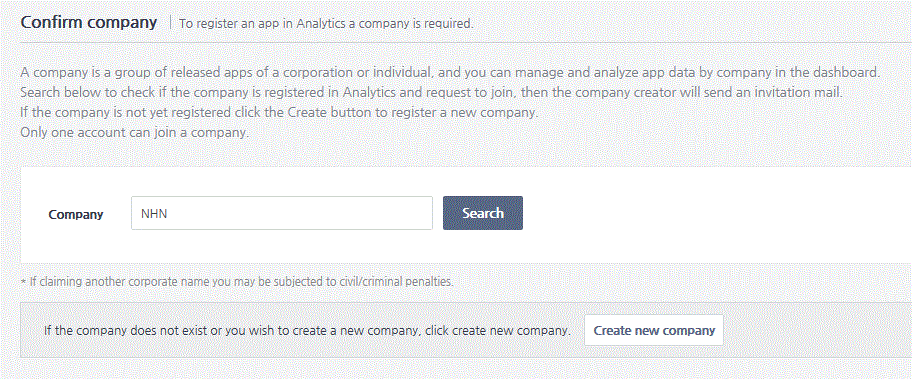 Confirm company | To register an app in Analytics a company is required.
A company is a group of released apps of a corporation or individual, and you can manage and analyze app data by company in the dashboard.
Search below to check if the company is registered in Analytics and request to join, then the company creator will send an invitation mail.
If the company is not yet registered click the Create button to register a new company.
Only one account can join a company.
Company NHN Search
* If claiming another corporate name you may be subjected to civil/criminal penalties.
If the company does not exist or you wish to create a new company, click create new company. Create new company